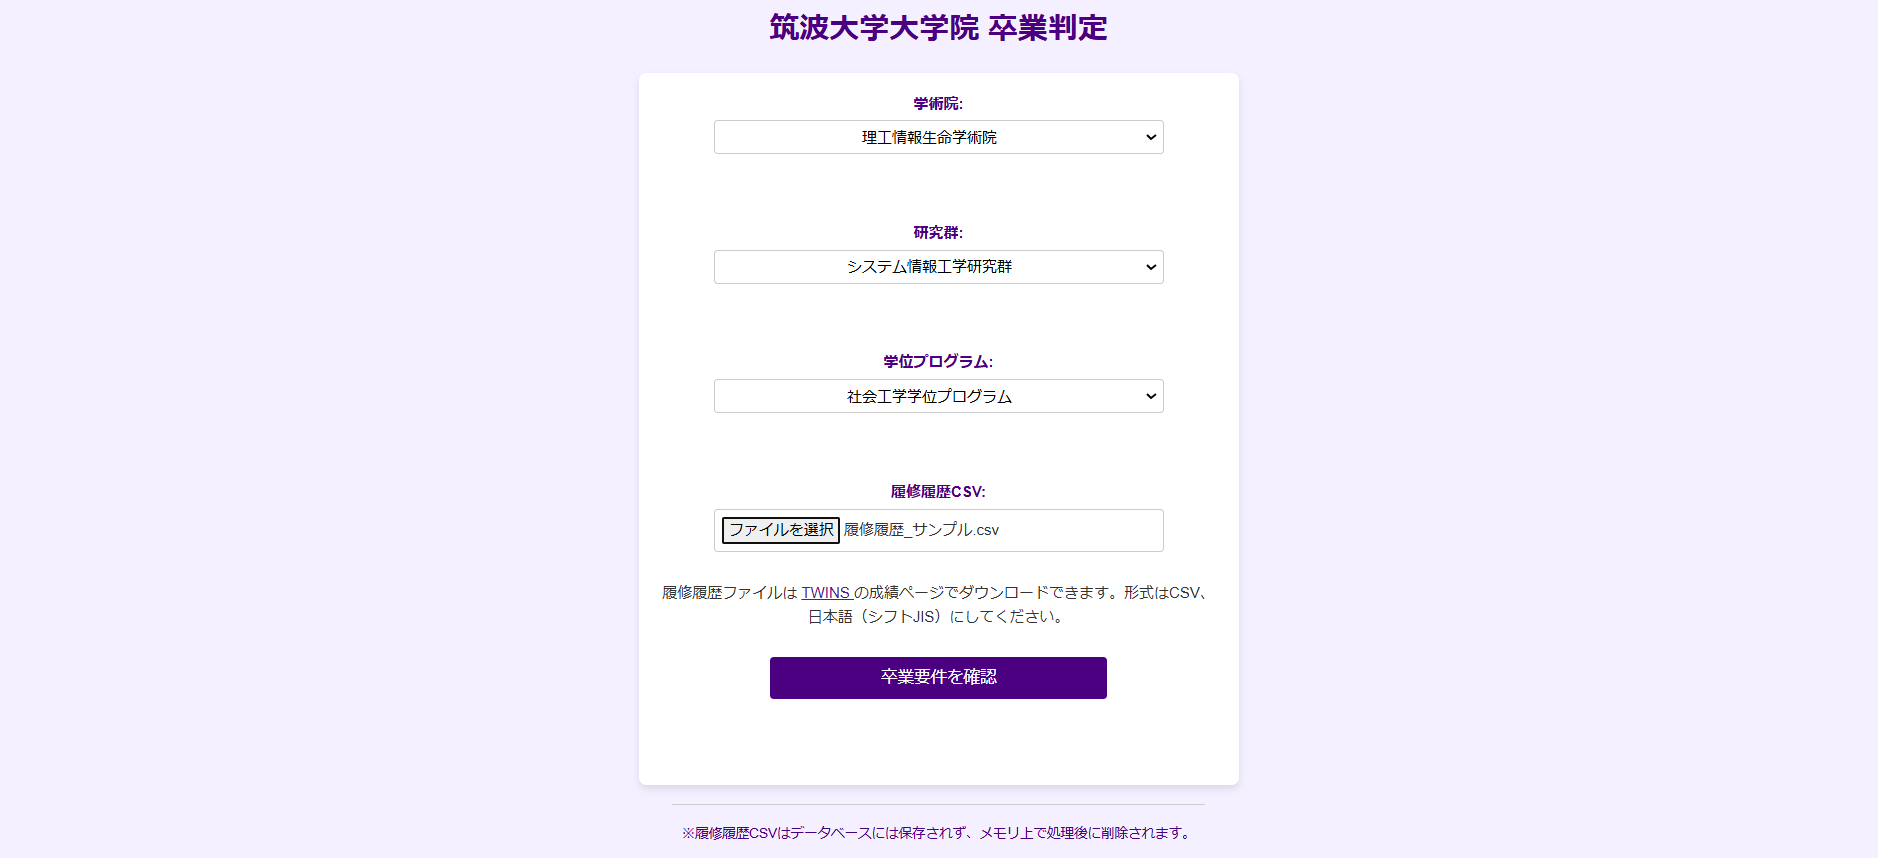 筑波大学大学院 卒業判定
学術院:
理工情報生命学術院
研究群:
システム情報工学研究群
学位プログラム:
社会工学学位プログラム
履修履歴CSV:
ファイルを選択 履修履歴_サンプル.csv
履修履歴ファイルは TWINS の成績ページでダウンロードできます。形式はCSV、
日本語（シフトJIS）にしてください。
卒業要件を確認
※履修履歴CSVはデータベースには保存されず、メモリ上で処理後に削除されます。